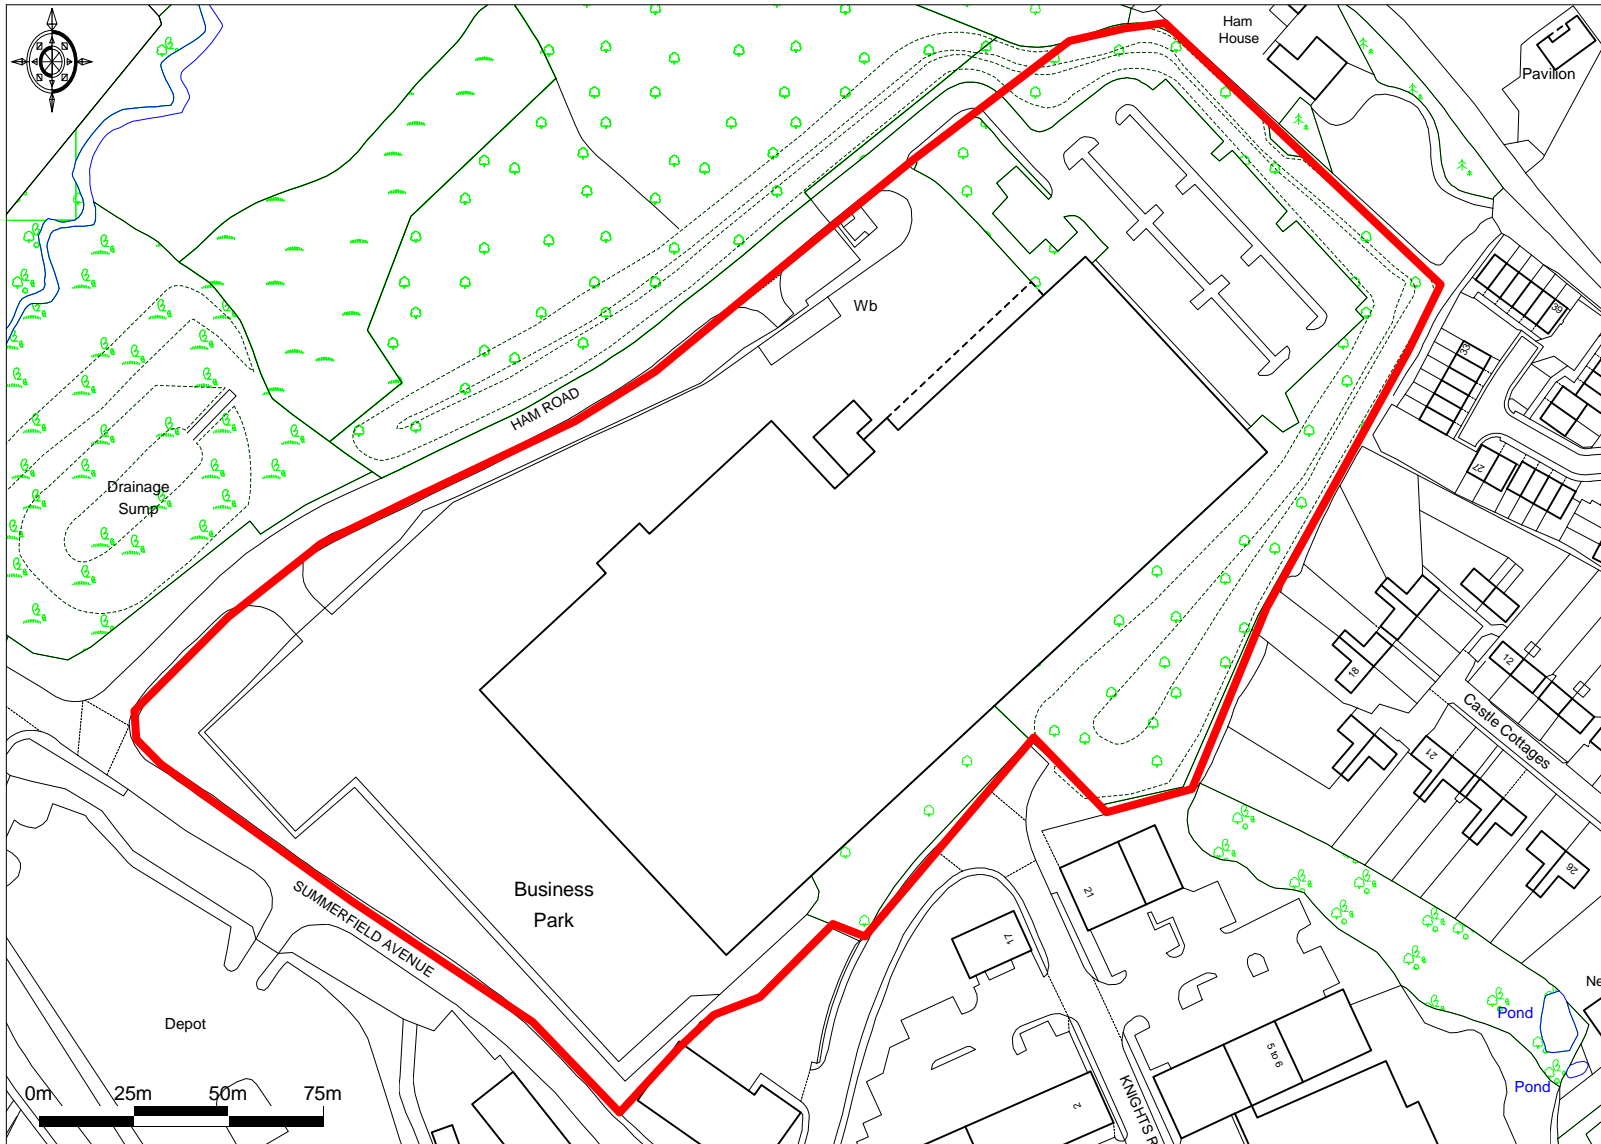 Ham
House
Pavilion
39
33
Wb
HAM ROAD
27
Drainage
Sump
12
18
Castle Cottages
21
26
Business
Park
21
17
SUMMERFIELD AVENUE
Ne
Pond
Depot
5 to 6
Pond
KNIGHTS R
2
0m 25m 50m 75m